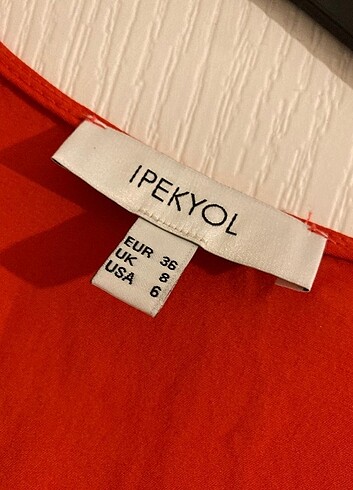 IPEKYOL
EUR 36
UK 8
USA 6